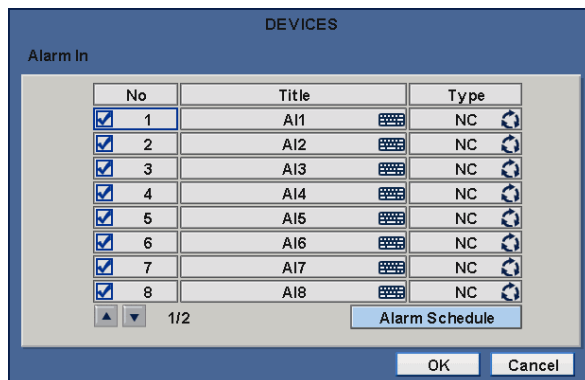 DEVICES
Alarm In
No Title Type
1 AI1 NC
2 AI2 NC
3 AI3 NC
4 AI4 NC
5 AI5 NC
6 AI6 NC
7 AI7 NC
8 AI8 NC
1/2 Alarm Schedule
OK Cancel